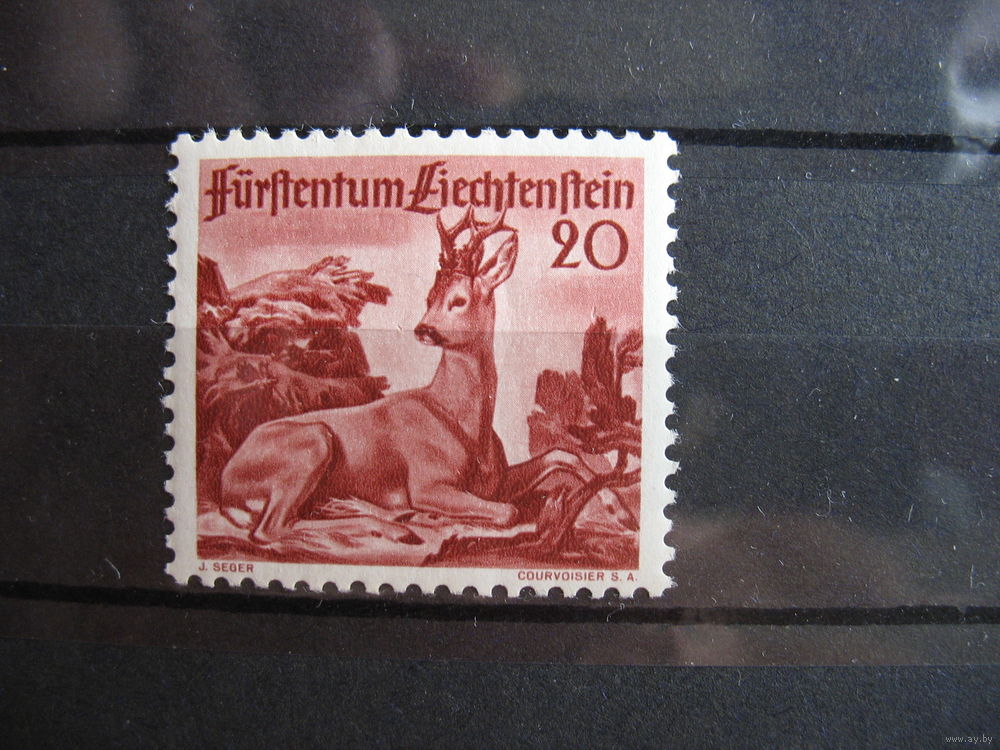 Fürstentum Liechtenstein
20
J. SEGER
COURVOISIER S. A.
www.ay.by